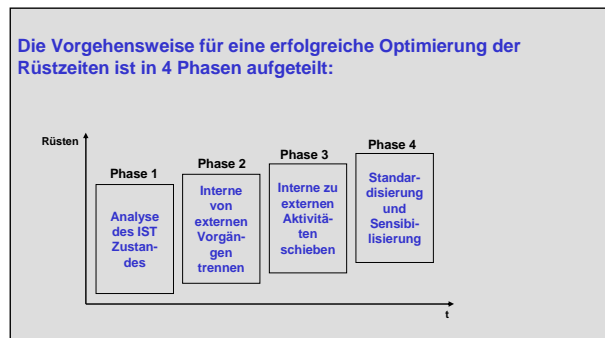 Die Vorgehensweise für eine erfolgreiche Optimierung der
Rüstzeiten ist in 4 Phasen aufgeteilt:
Rüsten
Phase 1
Analyse
des IST
Zustan-
des
Phase 2
Interne
von
externen
Vorgän-
gen
trennen
Phase 3
Interne zu
externen
Aktivitä-
ten
schieben
Phase 4
Standar-
disierung
und
Sensibi-
lisierung
t